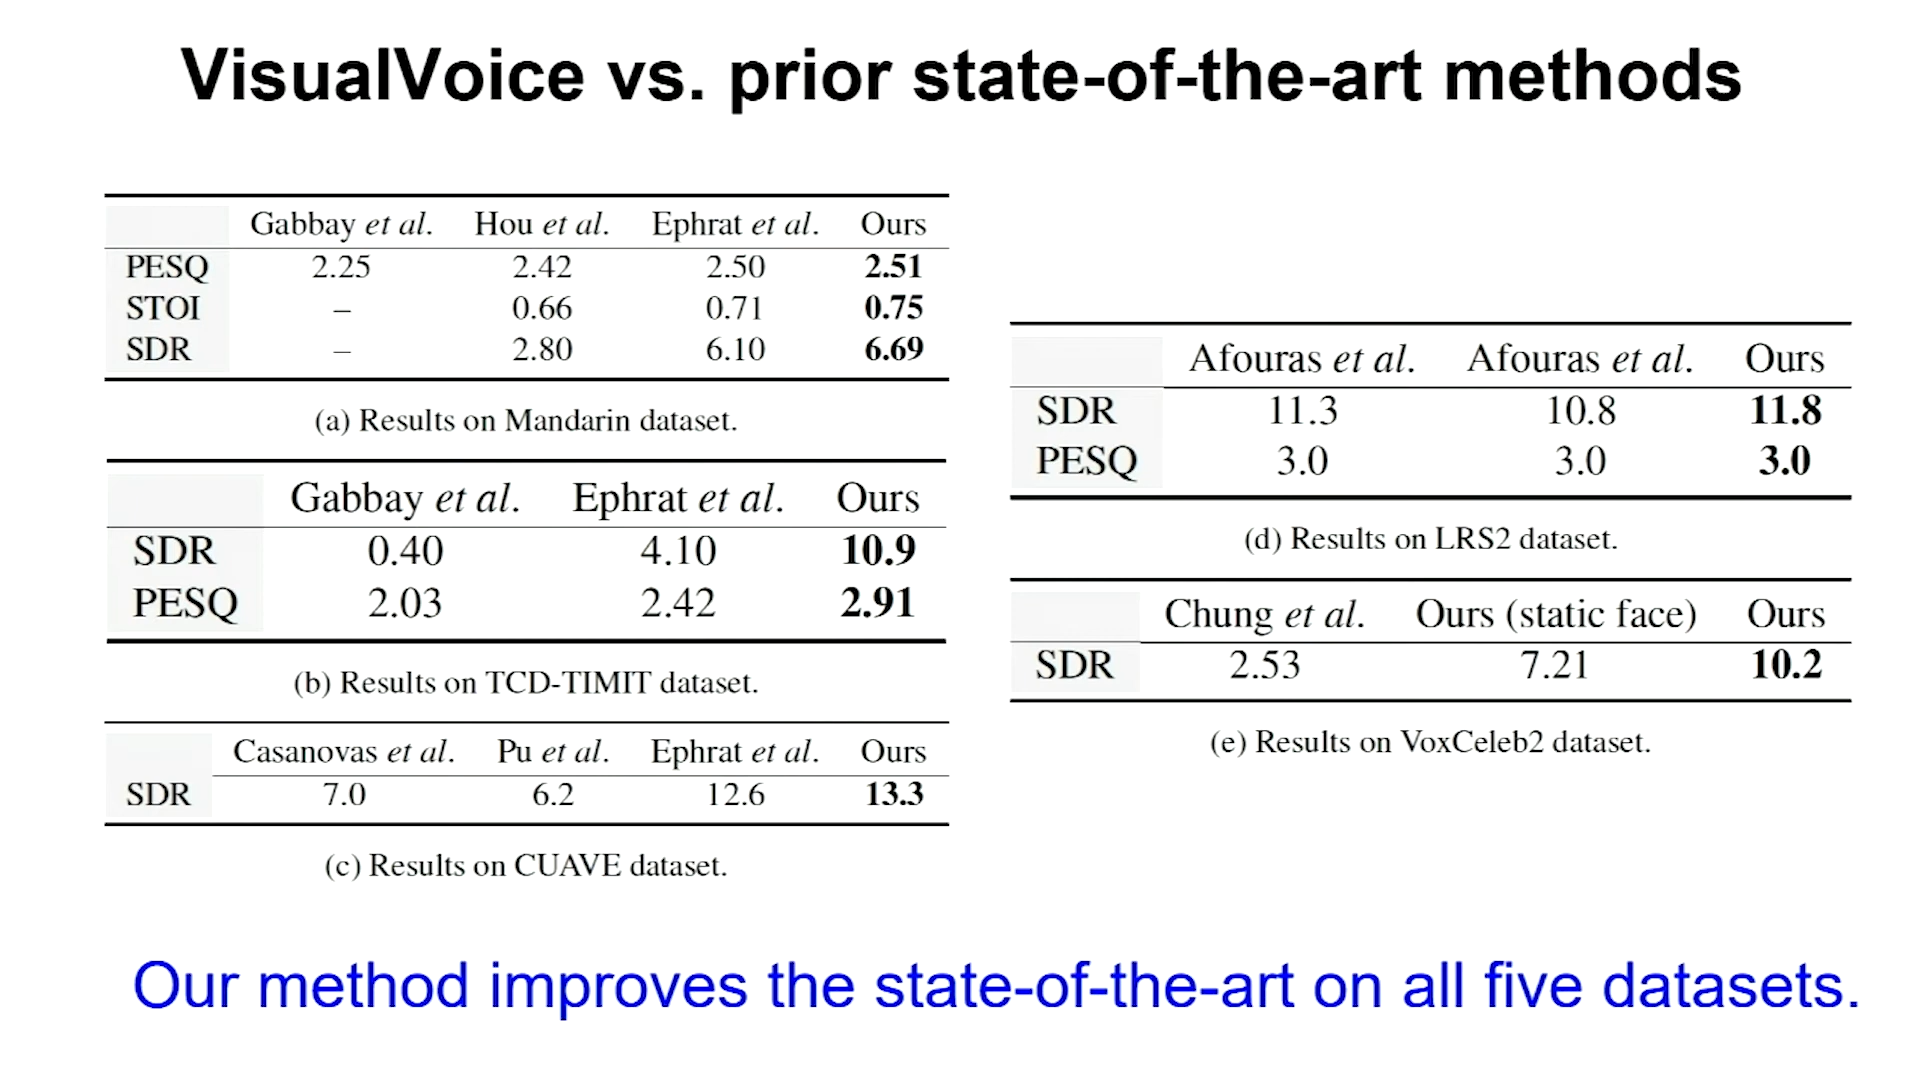 VisualVoice vs. prior state-of-the-art methods
Gabbay et al. Hou et al. Ephrat et al. Ours
PESQ 2.25 2.42 2.50 2.51
STOI – 0.66 0.71 0.75
SDR – 2.80 6.10 6.69
(a) Results on Mandarin dataset.
Gabbay et al. Ephrat et al. Ours
SDR 0.40 4.10 10.9
PESQ 2.03 2.42 2.91
(b) Results on TCD-TIMIT dataset.
Casanovas et al. Pu et al. Ephrat et al. Ours
SDR 7.0 6.2 12.6 13.3
(c) Results on CUAVE dataset.
Afouras et al. Afouras et al. Ours
SDR 11.3 10.8 11.8
PESQ 3.0 3.0 3.0
(d) Results on LRS2 dataset.
Chung et al. Ours (static face) Ours
SDR 2.53 7.21 10.2
(e) Results on VoxCeleb2 dataset.
Our method improves the state-of-the-art on all five datasets.